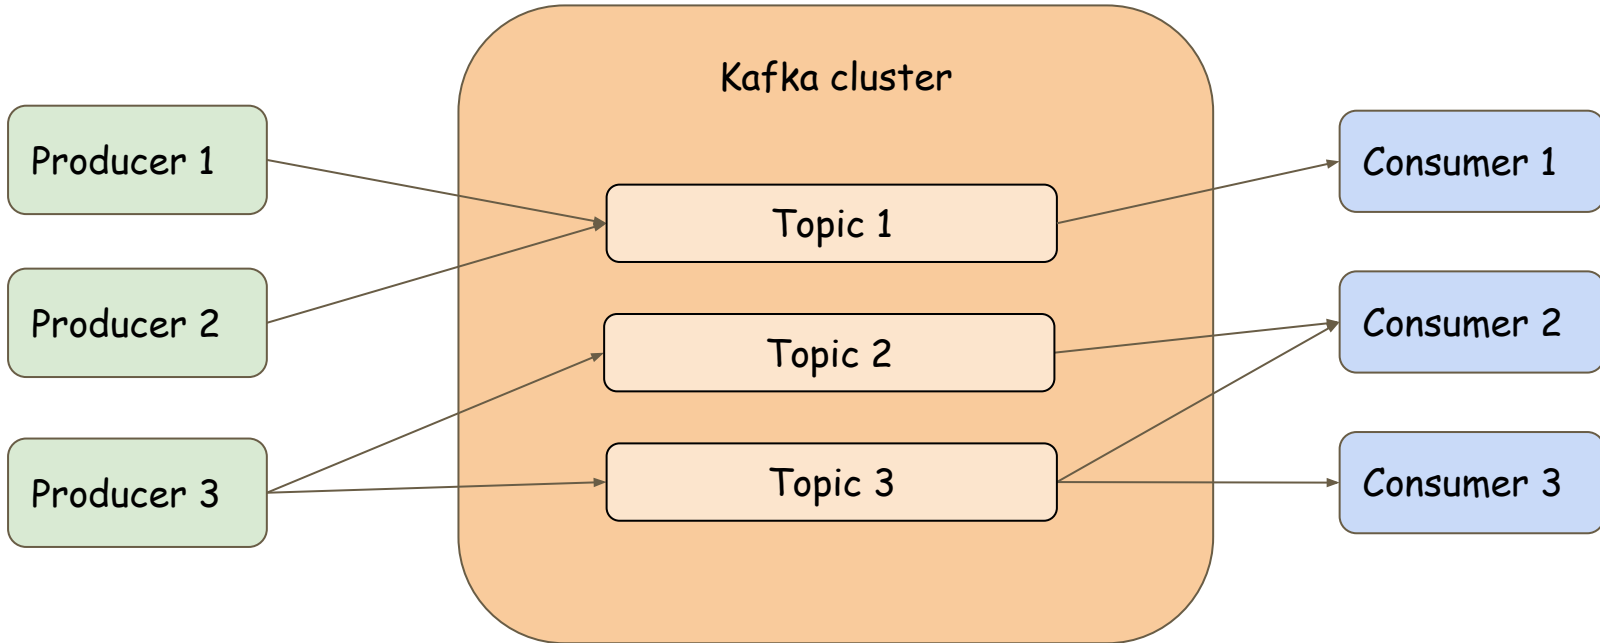 Kafka cluster
Producer 1
Producer 2
Producer 3
Topic 1
Topic 2
Topic 3
Consumer 1
Consumer 2
Consumer 3